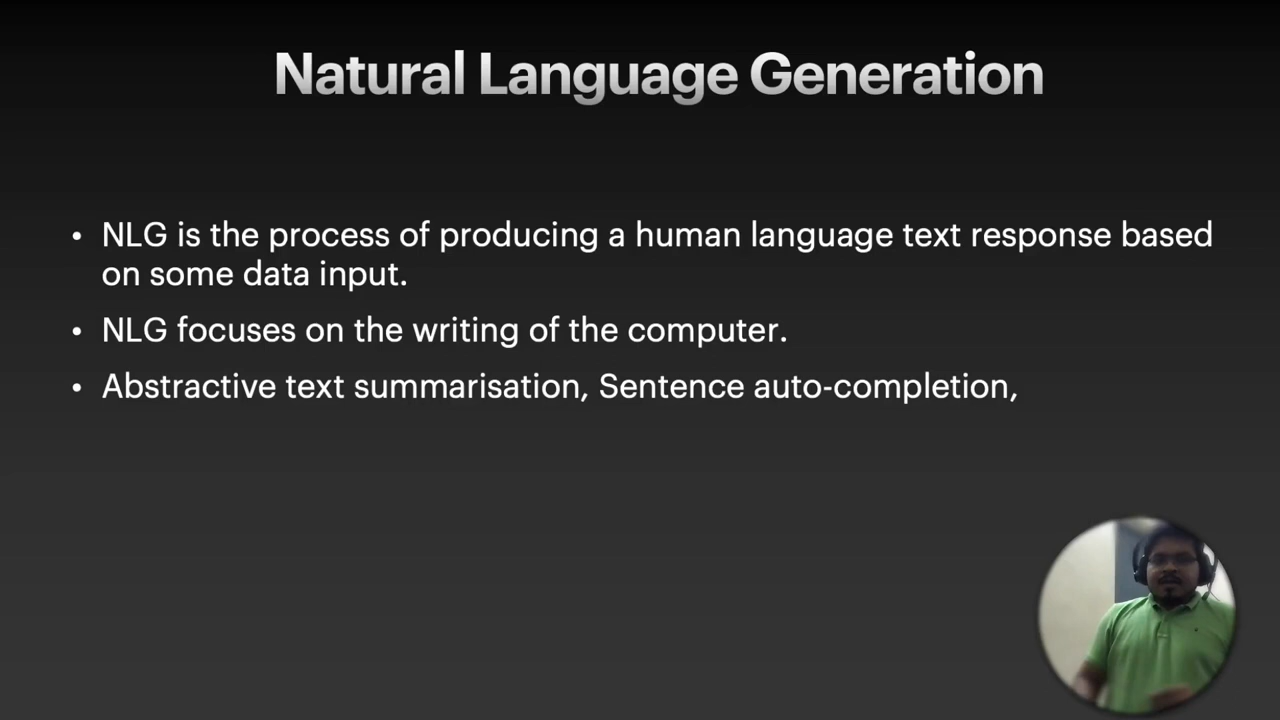 Natural Language Generation
• NLG is the process of producing a human language text response based
on some data input.
• NLG focuses on the writing of the computer.
• Abstractive text summarisation, Sentence auto-completion,